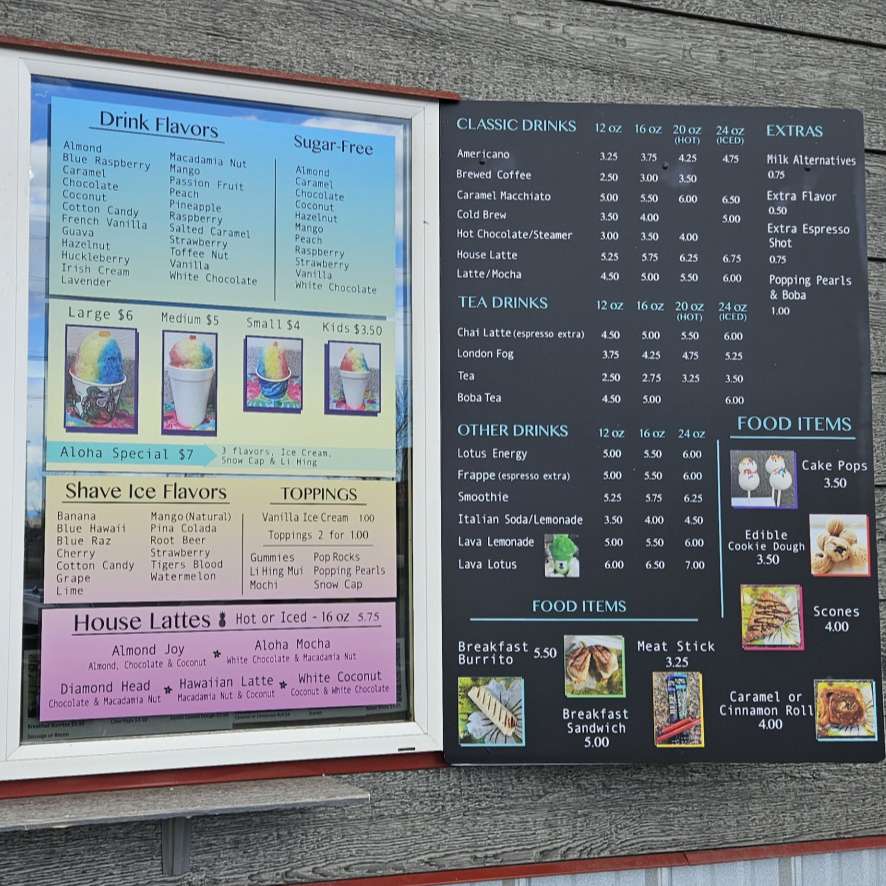 Drink Flavors
Almond
Blue Raspberry
Caramel
Chocolate
Coconut
Cotton Candy
French Vanilla
Guava
Hazelnut
Huckleberry
Irish Cream
Lavender
Macadamia Nut
Mango
Passion Fruit
Peach
Pineapple
Raspberry
Salted Caramel
Strawberry
Toffee Nut
Vanilla
White Chocolate
Sugar-Free
Almond
Caramel
Chocolate
Coconut
Hazelnut
Mango
Peach
Raspberry
Strawberry
Vanilla
White Chocolate
Large $6 Medium $5 Small $4 Kids $3.50
Aloha Special $7
3 flavors, Ice Cream,
Snow Cap & Li Hing
Shave Ice Flavors
Banana
Blue Hawaii
Blue Raz
Cherry
Cotton Candy
Grape
Lime
Mango(Natural)
Pina Colada
Root Beer
Strawberry
Tigers Blood
Watermelon
TOPPINGS
Vanilla Ice Cream 1.00
Toppings 2 for 1.00
Gummies
Li Hing Mui
Mochi
Pop Rocks
Popping Pearls
Snow Cap
House Lattes Hot or Iced - 16 oz 5.75
Almond Joy
Almond, Chocolate & Coconut
Aloha Mocha
White Chocolate & Macadamia Nut
Diamond Head
Chocolate & Macadamia Nut
Hawaiian Latte
Macadamia Nut & Coconut
White Coconut
Coconut & White Chocolate
CLASSIC DRINKS 12 oz 16 oz 20 oz (HOT) 24 oz (ICED)
Americano 3.25 3.75 4.25 4.75
Brewed Coffee 2.50 3.00 3.50
Caramel Macchiato 5.00 5.50 6.00 6.50
Cold Brew 3.50 4.00 5.00
Hot Chocolate/Steamer 3.00 3.50 4.00
House Latte 5.25 5.75 6.25 6.75
Latte/Mocha 4.50 5.00 5.50 6.00
TEA DRINKS 12 oz 16 oz 20 oz (HOT) 24 oz (ICED)
Chai Latte (espresso extra) 4.50 5.00 5.50 6.00
London Fog 3.75 4.25 4.75 5.25
Tea 2.50 2.75 3.25 3.50
Boba Tea 4.50 5.00 6.00
OTHER DRINKS 12 oz 16 oz 24 oz
Lotus Energy 5.00 5.50 6.00
Frappe (espresso extra) 5.00 5.50 6.00
Smoothie 5.25 5.75 6.25
Italian Soda/Lemonade 3.50 4.00 4.50
Lava Lemonade 5.00 5.50 6.00
Lava Lotus 6.00 6.50 7.00
EXTRAS
Milk Alternatives
0.75
Extra Flavor
0.50
Extra Espresso
Shot
0.75
Popping Pearls
& Boba
1.00
FOOD ITEMS
Cake Pops
3.50
Edible
Cookie Dough
3.50
Scones
4.00
Caramel or
Cinnamon Roll
4.00
FOOD ITEMS
Breakfast
Burrito 5.50
Breakfast
Sandwich
5.00
Meat Stick
3.25